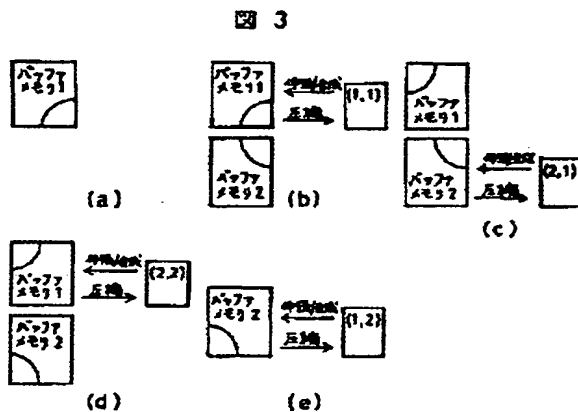 図 3
バッファ
メモリ1
(a)
バッファ
メモリ1
圧縮
(1,1)
バッファ
メモリ2
(b)
バッファ
メモリ1
バッファ
メモリ2
圧縮
(2,1)
(c)
バッファ
メモリ1
圧縮
(2,2)
バッファ
メモリ2
(d)
バッファ
メモリ2
圧縮
(1,2)
(e)